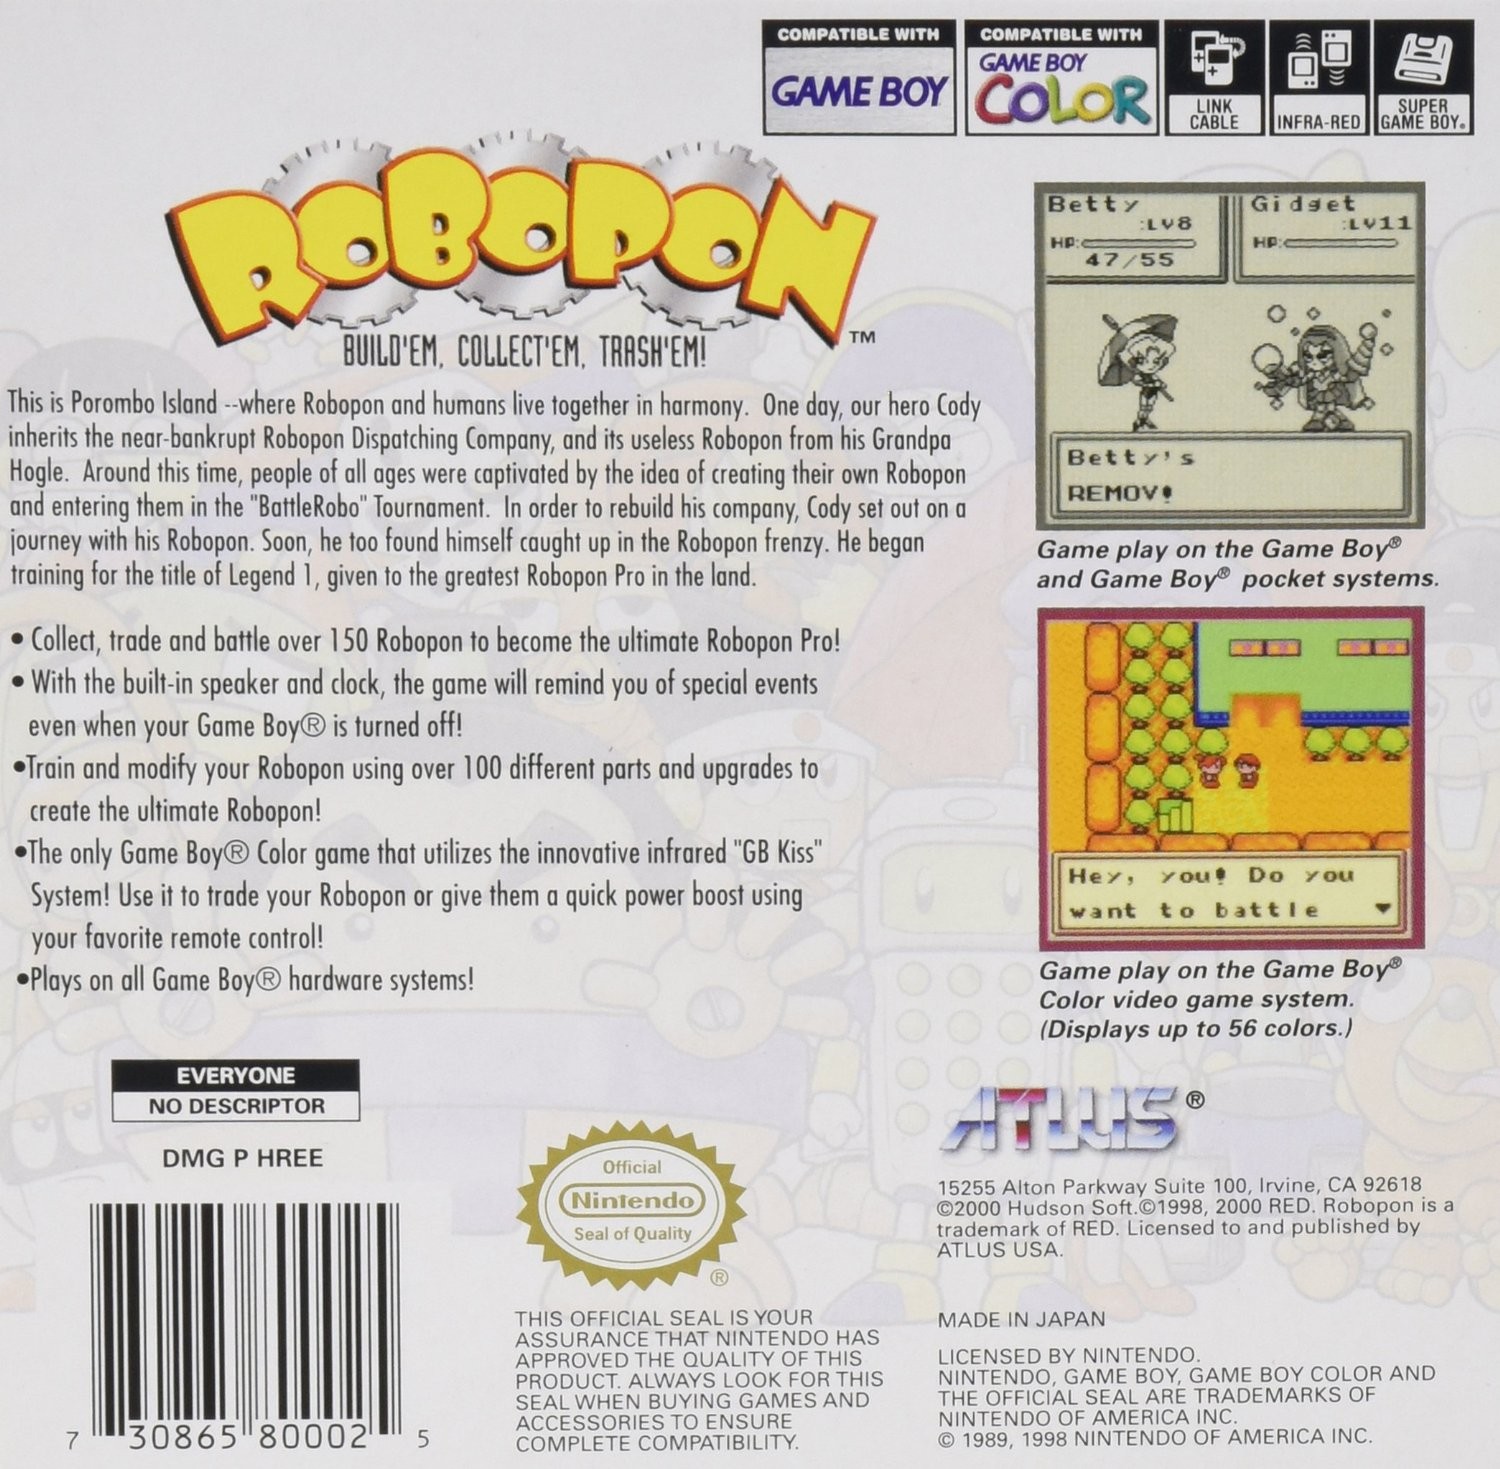 COMPATIBLE WITH
GAME BOY
COMPATIBLE WITH
GAME BOY
COLOR
LINK
CABLE
INFRA-RED
SUPER
GAME BOY®
ROBOPON
™
BUILD'EM, COLLECT'EM, TRASH'EM!
This is Porombo Island --where Robopon and humans live together in harmony. One day, our hero Cody
inherits the near-bankrupt Robopon Dispatching Company, and its useless Robopon from his Grandpa
Hogle. Around this time, people of all ages were captivated by the idea of creating their own Robopon
and entering them in the "BattleRobo" Tournament. In order to rebuild his company, Cody set out on a
journey with his Robopon. Soon, he too found himself caught up in the Robopon frenzy. He began
training for the title of Legend 1, given to the greatest Robopon Pro in the land.
• Collect, trade and battle over 150 Robopon to become the ultimate Robopon Pro!
• With the built-in speaker and clock, the game will remind you of special events
even when your Game Boy® is turned off!
•Train and modify your Robopon using over 100 different parts and upgrades to
create the ultimate Robopon!
•The only Game Boy® Color game that utilizes the innovative infrared "GB Kiss"
System! Use it to trade your Robopon or give them a quick power boost using
your favorite remote control!
•Plays on all Game Boy® hardware systems!
Betty
:LV8
HP:
47/55
Gidget
:LV11
HP:
Betty's
REMOV!
Game play on the Game Boy®
and Game Boy® pocket systems.
Hey, you! Do you
want to battle
Game play on the Game Boy®
Color video game system.
(Displays up to 56 colors.)
EVERYONE
NO DESCRIPTOR
DMG P HREE
7 30865 80002 5
Official
Nintendo
Seal of Quality
®
THIS OFFICIAL SEAL IS YOUR
ASSURANCE THAT NINTENDO HAS
APPROVED THE QUALITY OF THIS
PRODUCT. ALWAYS LOOK FOR THIS
SEAL WHEN BUYING GAMES AND
ACCESSORIES TO ENSURE
COMPLETE COMPATIBILITY.
ATLUS®
15255 Alton Parkway Suite 100, Irvine, CA 92618
©2000 Hudson Soft.©1998, 2000 RED. Robopon is a
trademark of RED. Licensed to and published by
ATLUS USA.
MADE IN JAPAN
LICENSED BY NINTENDO.
NINTENDO, GAME BOY, GAME BOY COLOR AND
THE OFFICIAL SEAL ARE TRADEMARKS OF
NINTENDO OF AMERICA INC.
© 1989, 1998 NINTENDO OF AMERICA INC.